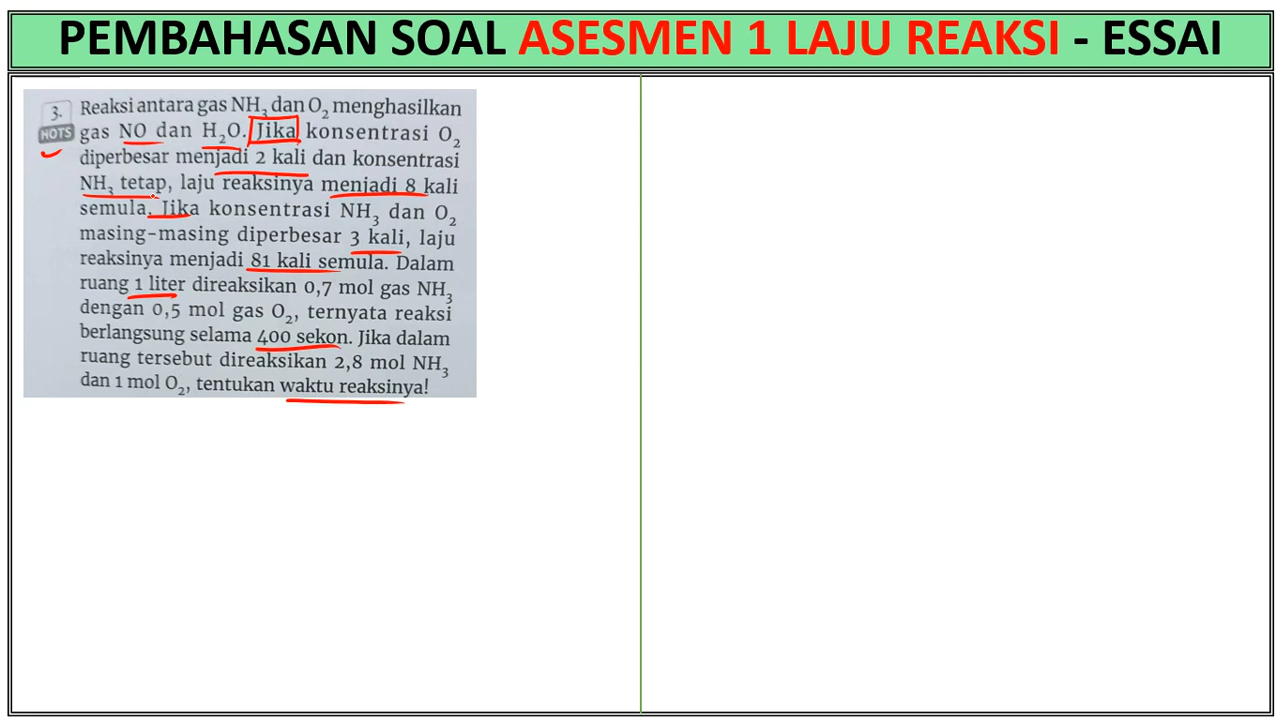 PEMBAHASAN SOAL ASESMEN 1 LAJU REAKSI - ESSAI
3. Reaksi antara gas NH₃ dan O₂ menghasilkan
HOTS gas NO dan H₂O. Jika konsentrasi O₂
diperbesar menjadi 2 kali dan konsentrasi
NH₃ tetap, laju reaksinya menjadi 8 kali
semula. Jika konsentrasi NH₃ dan O₂
masing-masing diperbesar 3 kali, laju
reaksinya menjadi 81 kali semula. Dalam
ruang 1 liter direaksikan 0,7 mol gas NH₃
dengan 0,5 mol gas O₂, ternyata reaksi
berlangsung selama 400 sekon. Jika dalam
ruang tersebut direaksikan 2,8 mol NH₃
dan 1 mol O₂, tentukan waktu reaksinya!